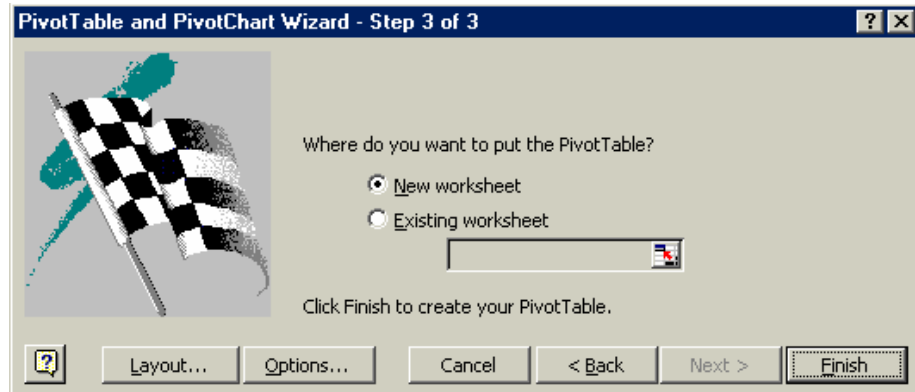 PivotTable and PivotChart Wizard - Step 3 of 3
Where do you want to put the PivotTable?
New worksheet
Existing worksheet
Click Finish to create your PivotTable.
Layout... Options... Cancel < Back Next > Finish